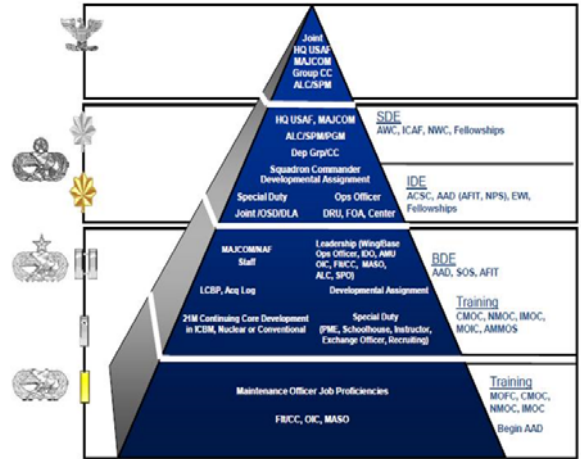 Joint
HQ USAF
MAJCOM
Group CC
ALC/SPM
HQ USAF, MAJCOM
ALC/SPM/PGM
Dep Grp/CC
Squadron Commander
Developmental Assignment
Special Duty
Ops Officer
Joint /OSD/DLA
DRU, FOA, Center
SDE
AWC, ICAF, NWC, Fellowships
IDE
ACSC, AAD (AFIT, NPS), EWI,
Fellowships
MAJCOM/NAF
Staff
Leadership (Wing/Base
Ops Officer, IDO, AMU
OIC, Flt/CC, MASO,
ALC, SPO)
LCBP, Acq Log
Developmental Assignment
21M Continuing Core Development
in ICBM, Nuclear or Conventional
Special Duty
(PME, Schoolhouse, Instructor,
Exchange Officer, Recruiting)
BDE
AAD, SOS, AFIT
Training
CMOC, NMOC, IMOC,
MOIC, AMMOS
Maintenance Officer Job Proficiencies
Flt/CC, OIC, MASO
Training
MOFC, CMOC,
NMOC, IMOC
Begin AAD